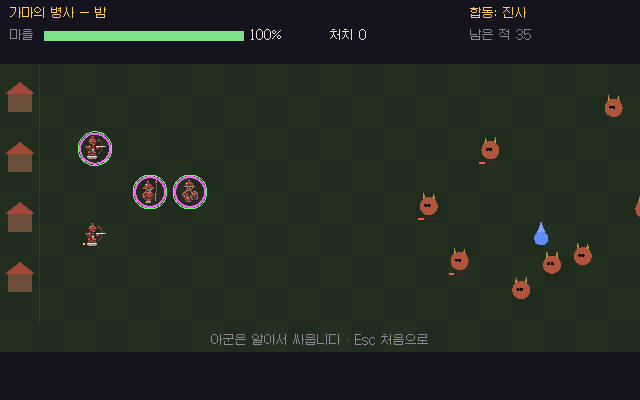 가마의 병사 — 밤
합동: 진사
마을 100% 처치 0 남은 적 35
아군은 알아서 싸웁니다 · Esc 처음으로